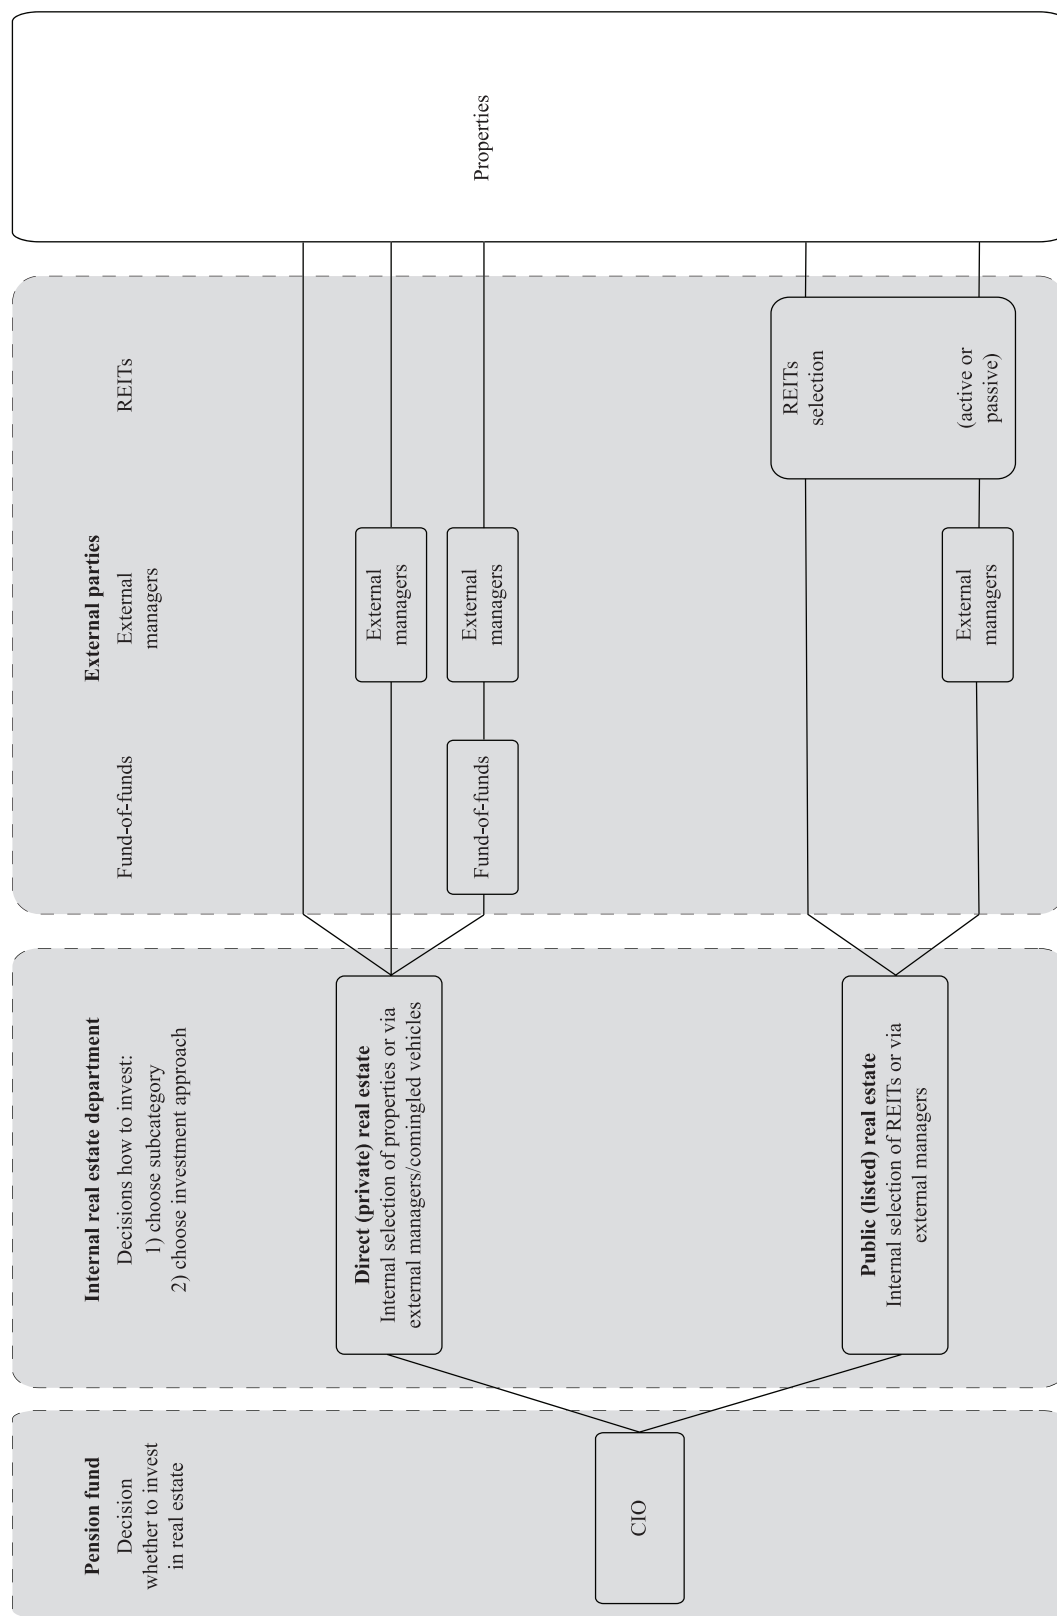 Pension fund
Decision
whether to invest
in real estate
CIO
Internal real estate department
Decisions how to invest:
1) choose subcategory
2) choose investment approach
Direct (private) real estate
Internal selection of properties or via
external managers/comingled vehicles
Public (listed) real estate
Internal selection of REITs or via
external managers
External parties
Fund-of-funds
External
managers
REITs
External
managers
Fund-of-funds
External
managers
External
managers
REITs
selection
(active or
passive)
Properties